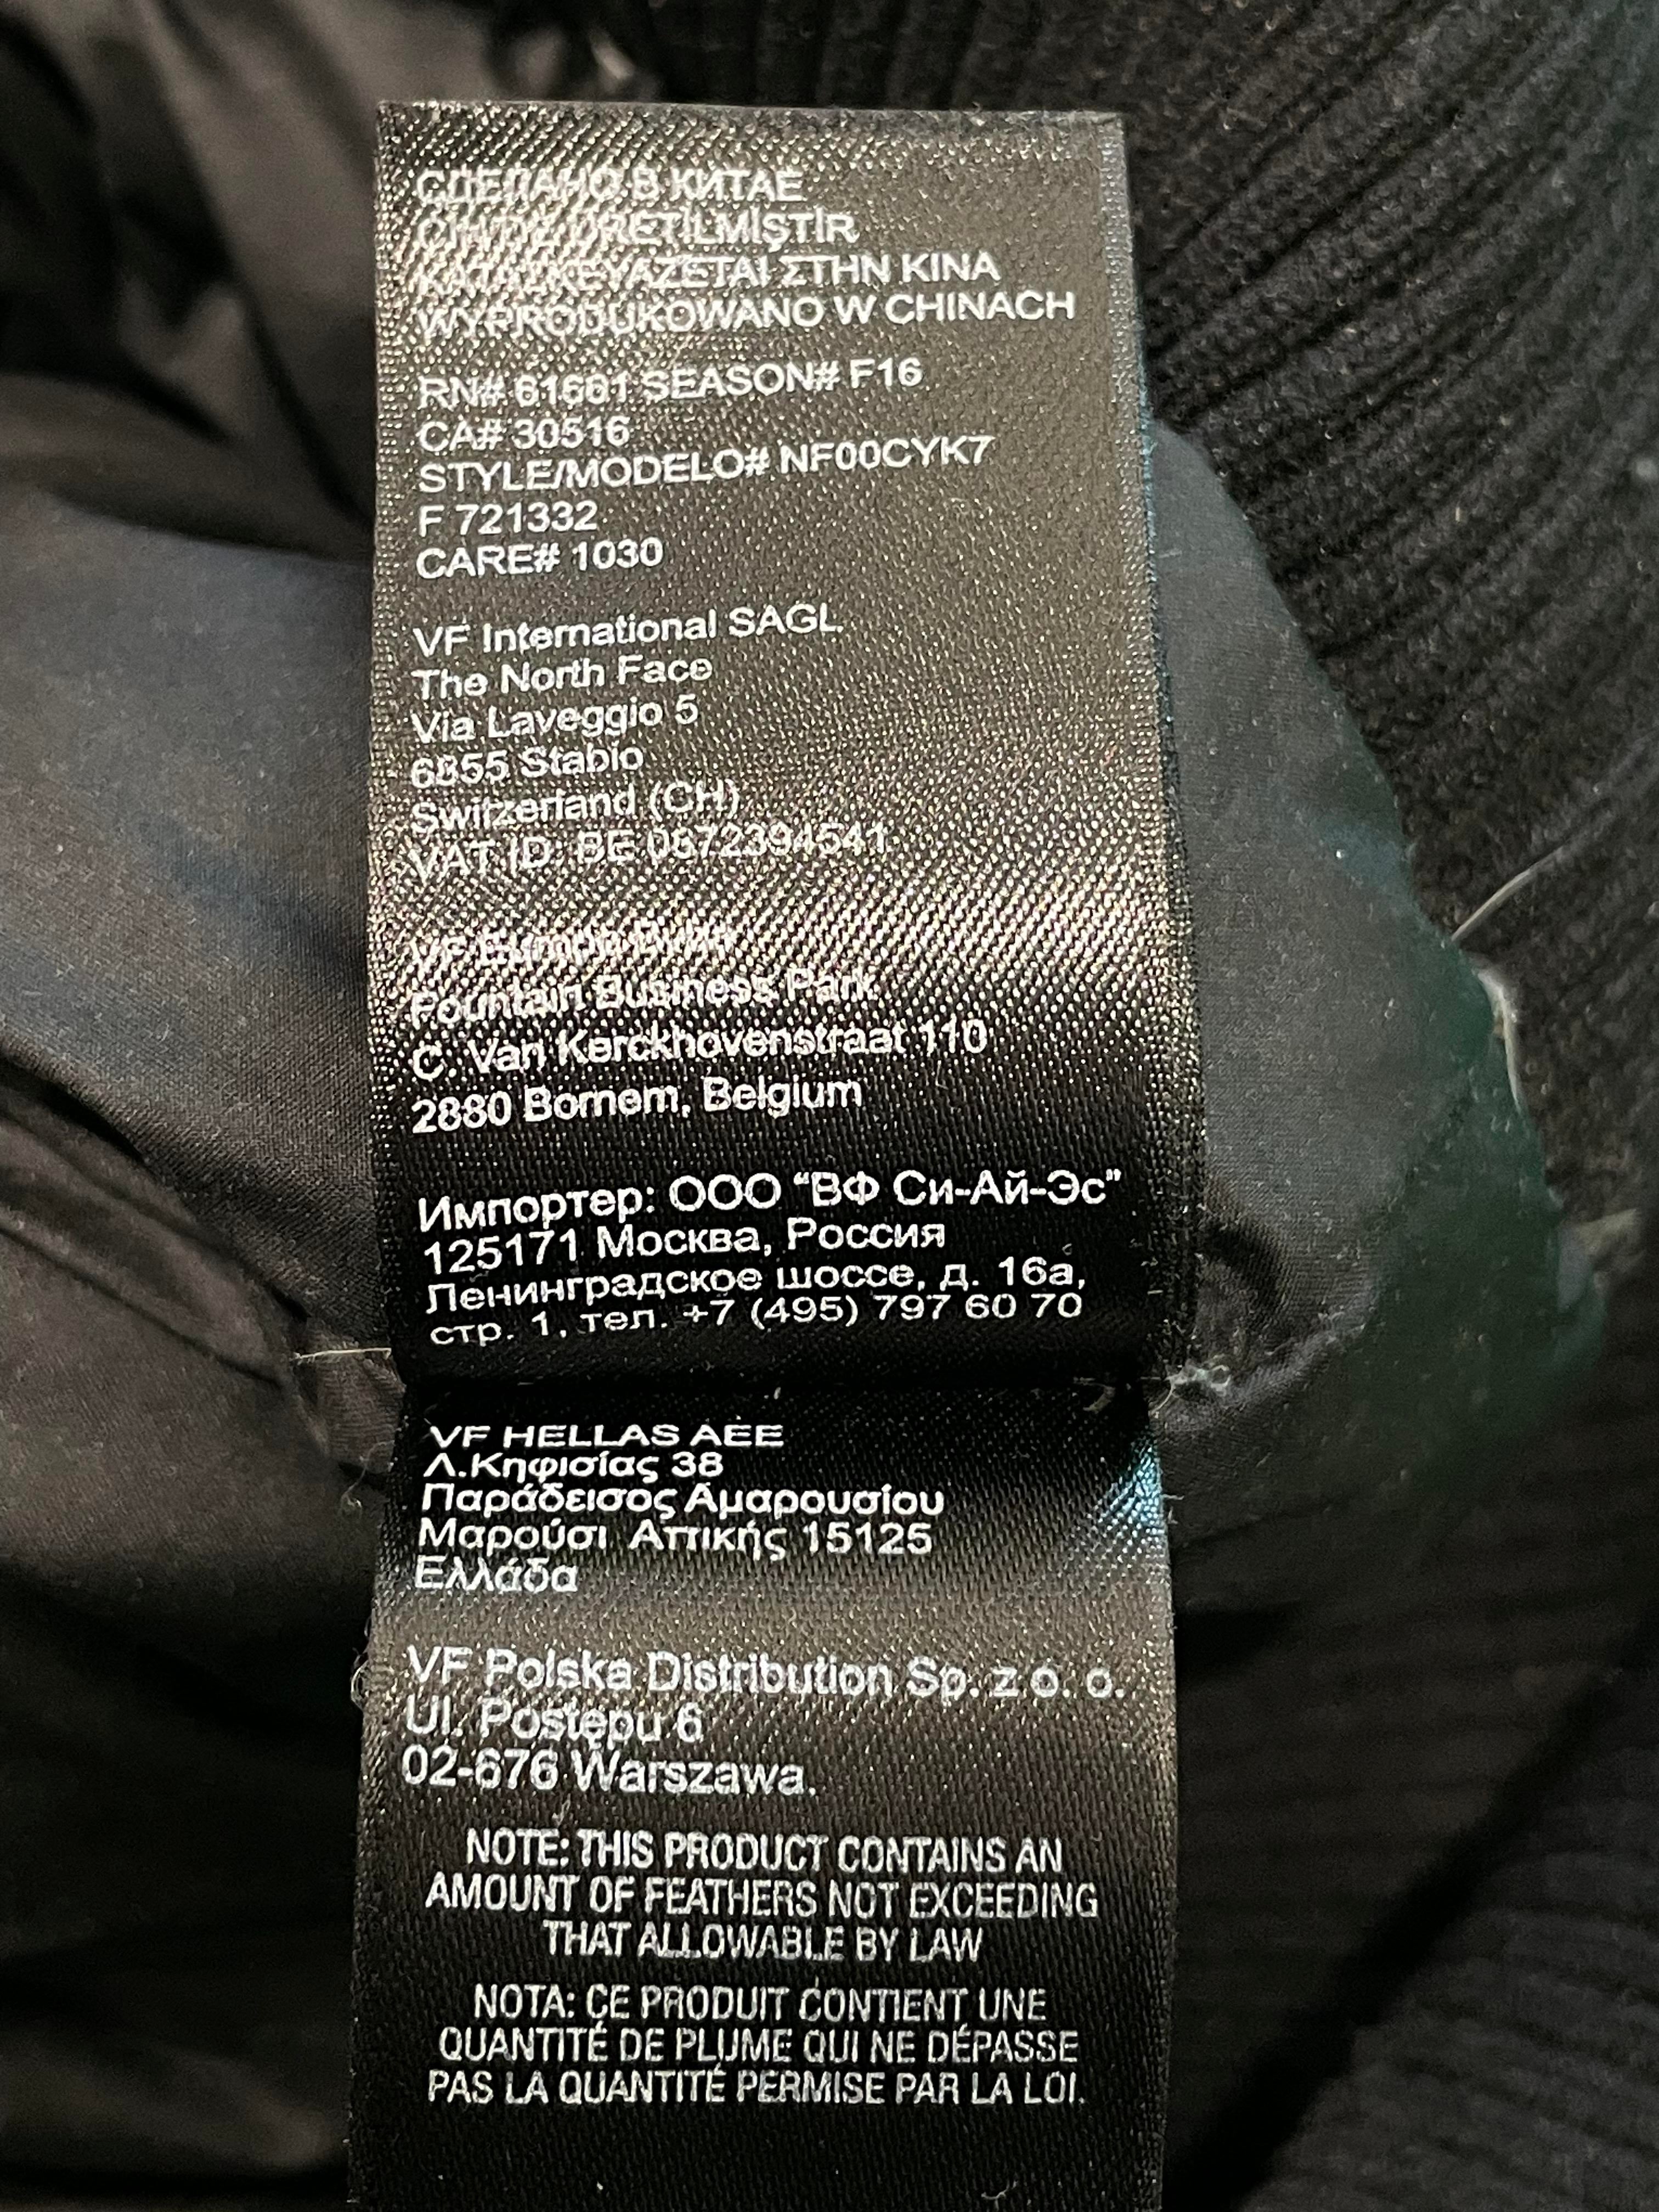 СДЕЛАНО В КИТАЕ
ÜRETİLMİŞTİR
ΚΑΤΑΣΚΕΥΑΖΕΤΑΙ ΣΤΗΝ ΚΙΝΑ
WYPRODUKOWANO W CHINACH
RN# 61661 SEASON# F16
CA# 30516
STYLE/MODELO# NF00CYK7
F 721332
CARE# 1030
VF International SAGL
The North Face
Via Laveggio 5
6855 Stabio
Switzerland (CH)
VAT ID: BE 0872394541
VF Europe
Fountain Business Park
C. Van Kerckhovenstraat 110
2880 Bornem, Belgium
Импортер: ООО “ВФ Си-Ай-Эс”
125171 Москва, Россия
Ленинградское шоссе, д. 16а,
стр. 1, тел. +7 (495) 797 60 70
VF HELLAS AEE
Λ.Κηφισίας 38
Παράδεισος Αμαρουσίου
Μαρούσι Αττικής 15125
Ελλάδα
VF Polska Distribution Sp. z o. o.
Ul. Postępu 6
02-676 Warszawa.
NOTE: THIS PRODUCT CONTAINS AN
AMOUNT OF FEATHERS NOT EXCEEDING
THAT ALLOWABLE BY LAW
NOTA: CE PRODUIT CONTIENT UNE
QUANTITÉ DE PLUME QUI NE DÉPASSE
PAS LA QUANTITÉ PERMISE PAR LA LOI.